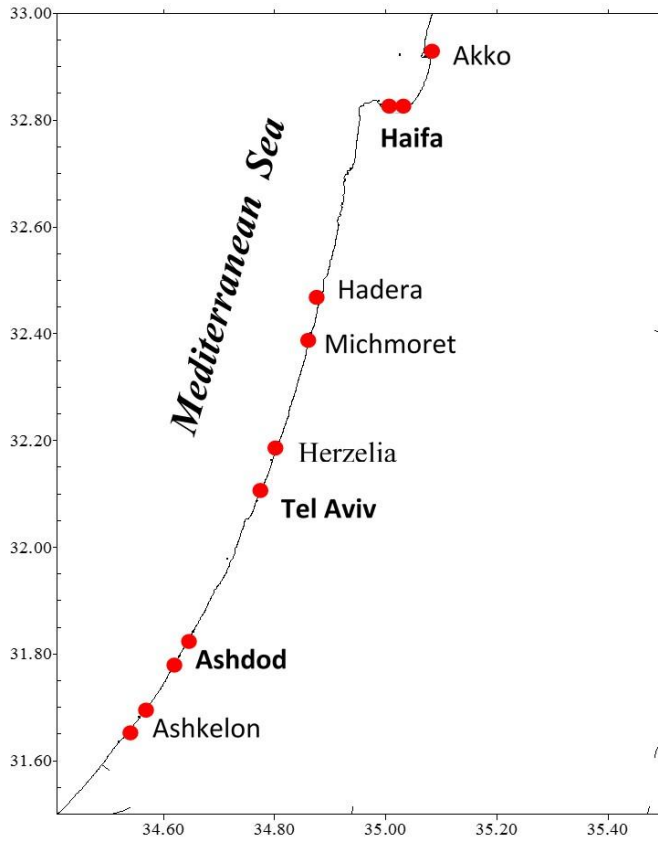 33.00
Akko
32.80
Haifa
Mediterranean Sea
32.60
Hadera
32.40
Michmoret
32.20
Herzelia
Tel Aviv
32.00
31.80
Ashdod
Ashkelon
31.60
34.60 34.80 35.00 35.20 35.40